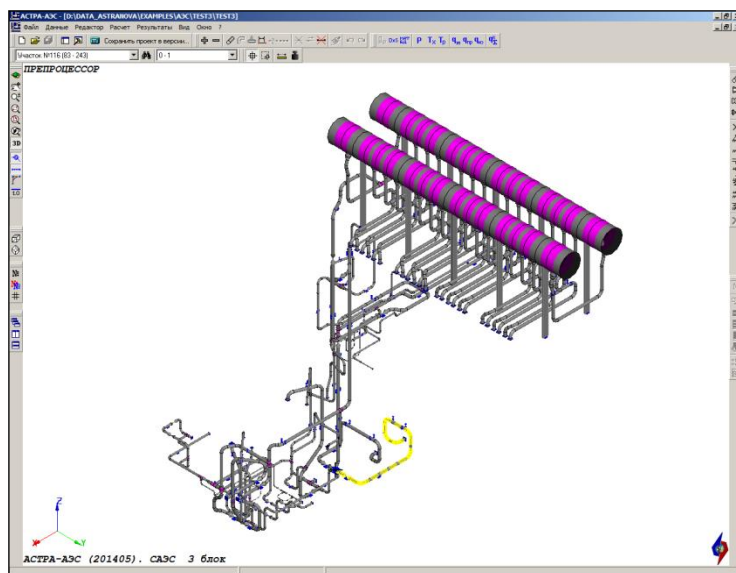 АСТРА-АЭС - [D:\DATA_ASTRANOVA\EXAMPLES\АЭС\TEST3\TEST3]
Файл Данные Редактор Расчет Результаты Вид Окно ?
Сохранить проект в версии...
Участок №116 (83 - 243) 0 - 1
ПРЕПРОЦЕССОР
3D
Z
X Y
АСТРА-АЭС (201405). САЭС 3 блок